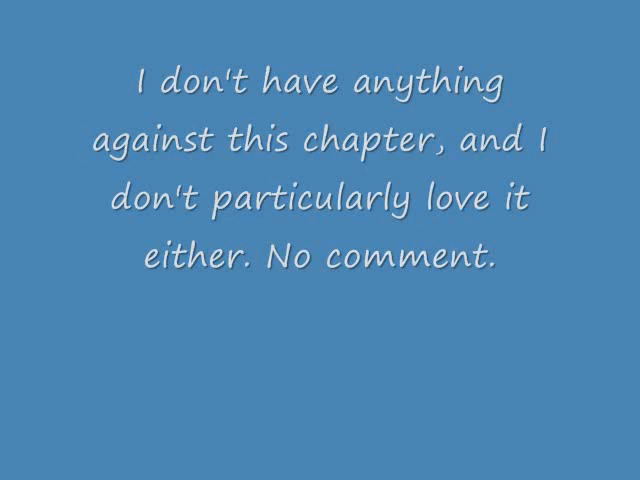 I don't have anything
against this chapter, and I
don't particularly love it
either. No comment.